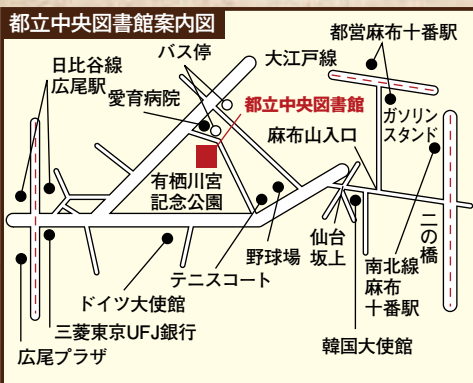 都立中央図書館案内図
都営麻布十番駅
バス停
大江戸線
日比谷線
広尾駅
愛育病院
都立中央図書館
ガソリン
スタンド
麻布山入口
有栖川宮
記念公園
仙台
坂上
二の橋
野球場
南北線
麻布
十番駅
テニスコート
ドイツ大使館
三菱東京UFJ銀行
韓国大使館
広尾プラザ